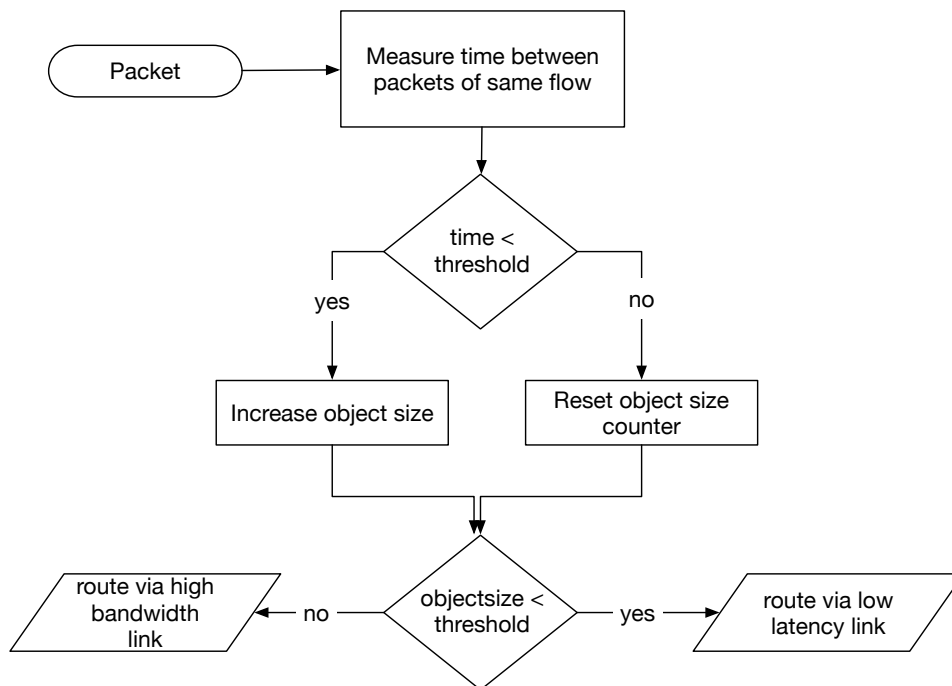 Packet
Measure time between
packets of same flow
time <
threshold
yes
no
Increase object size
Reset object size
counter
route via high
bandwidth
link
no
objectsize <
threshold
yes
route via low
latency link